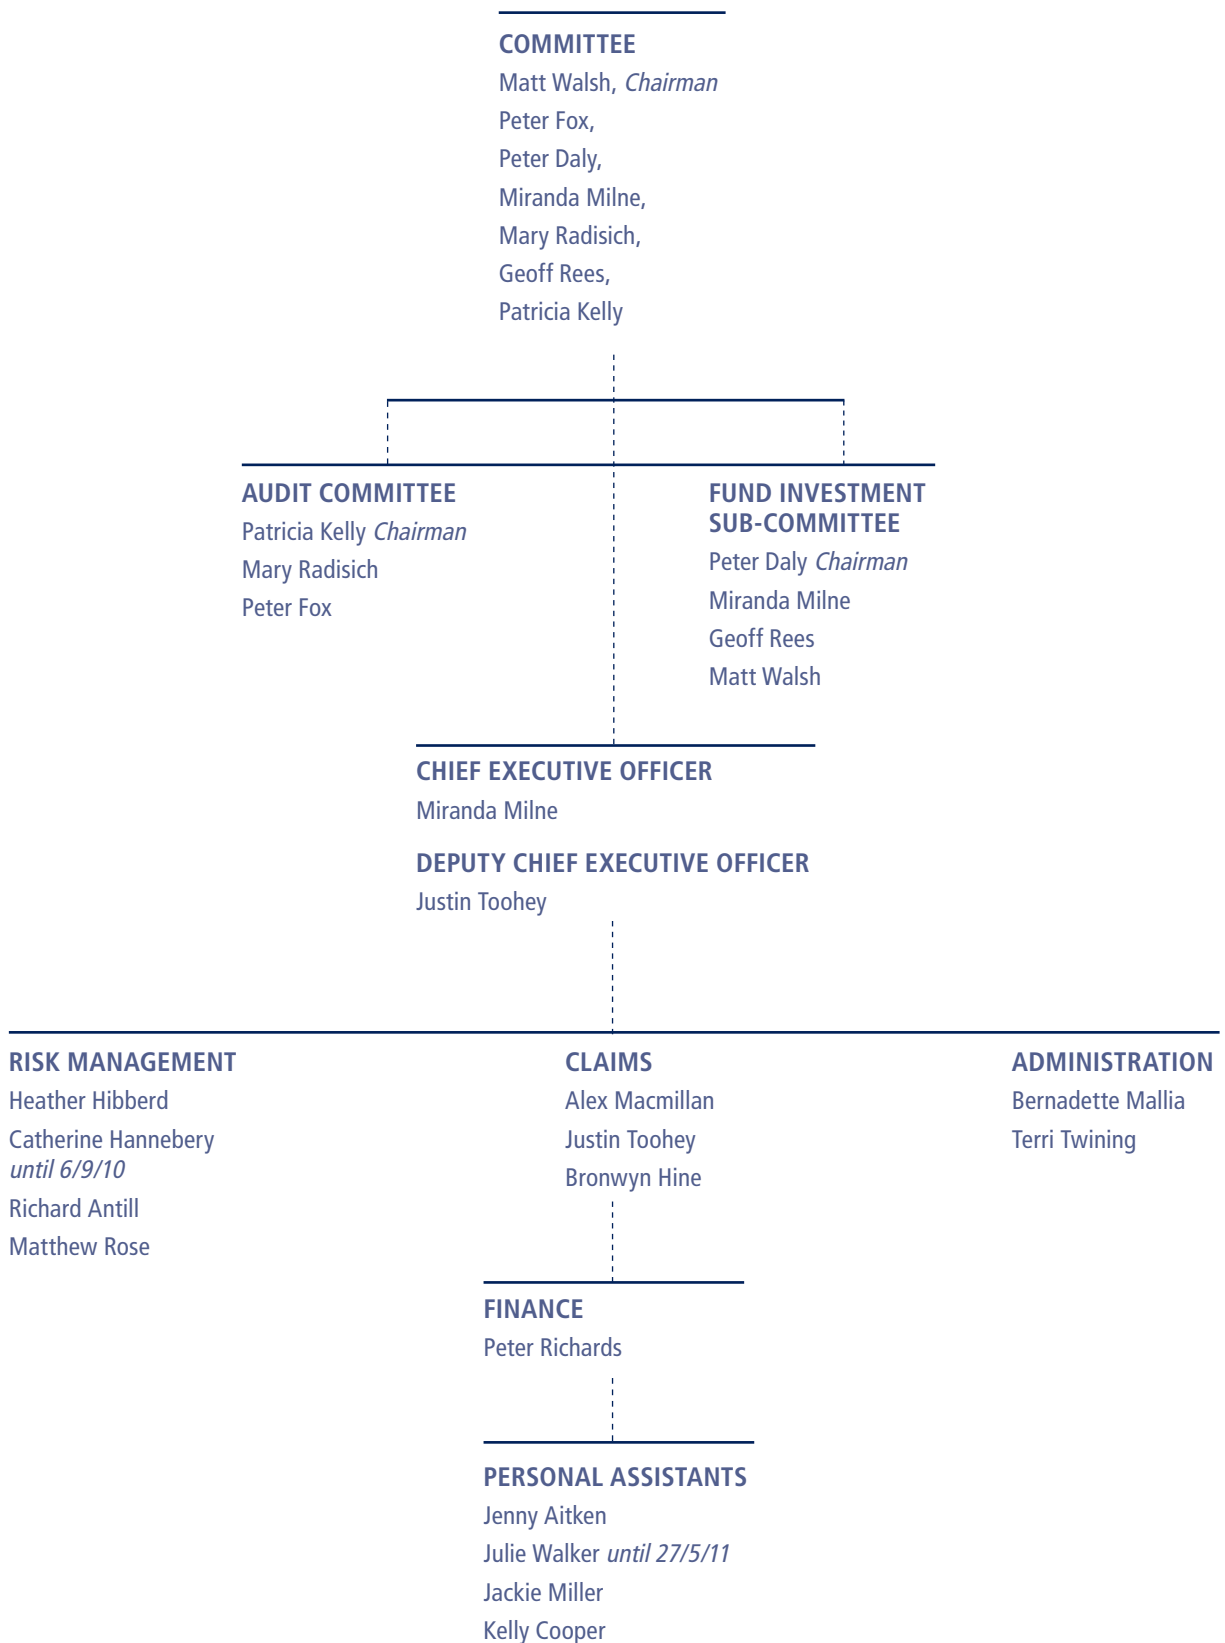 COMMITTEE
Matt Walsh, Chairman
Peter Fox,
Peter Daly,
Miranda Milne,
Mary Radisich,
Geoff Rees,
Patricia Kelly
AUDIT COMMITTEE
Patricia Kelly Chairman
Mary Radisich
Peter Fox
FUND INVESTMENT
SUB-COMMITTEE
Peter Daly Chairman
Miranda Milne
Geoff Rees
Matt Walsh
CHIEF EXECUTIVE OFFICER
Miranda Milne
DEPUTY CHIEF EXECUTIVE OFFICER
Justin Toohey
RISK MANAGEMENT
Heather Hibberd
Catherine Hannebery
until 6/9/10
Richard Antill
Matthew Rose
CLAIMS
Alex Macmillan
Justin Toohey
Bronwyn Hine
ADMINISTRATION
Bernadette Mallia
Terri Twining
FINANCE
Peter Richards
PERSONAL ASSISTANTS
Jenny Aitken
Julie Walker until 27/5/11
Jackie Miller
Kelly Cooper